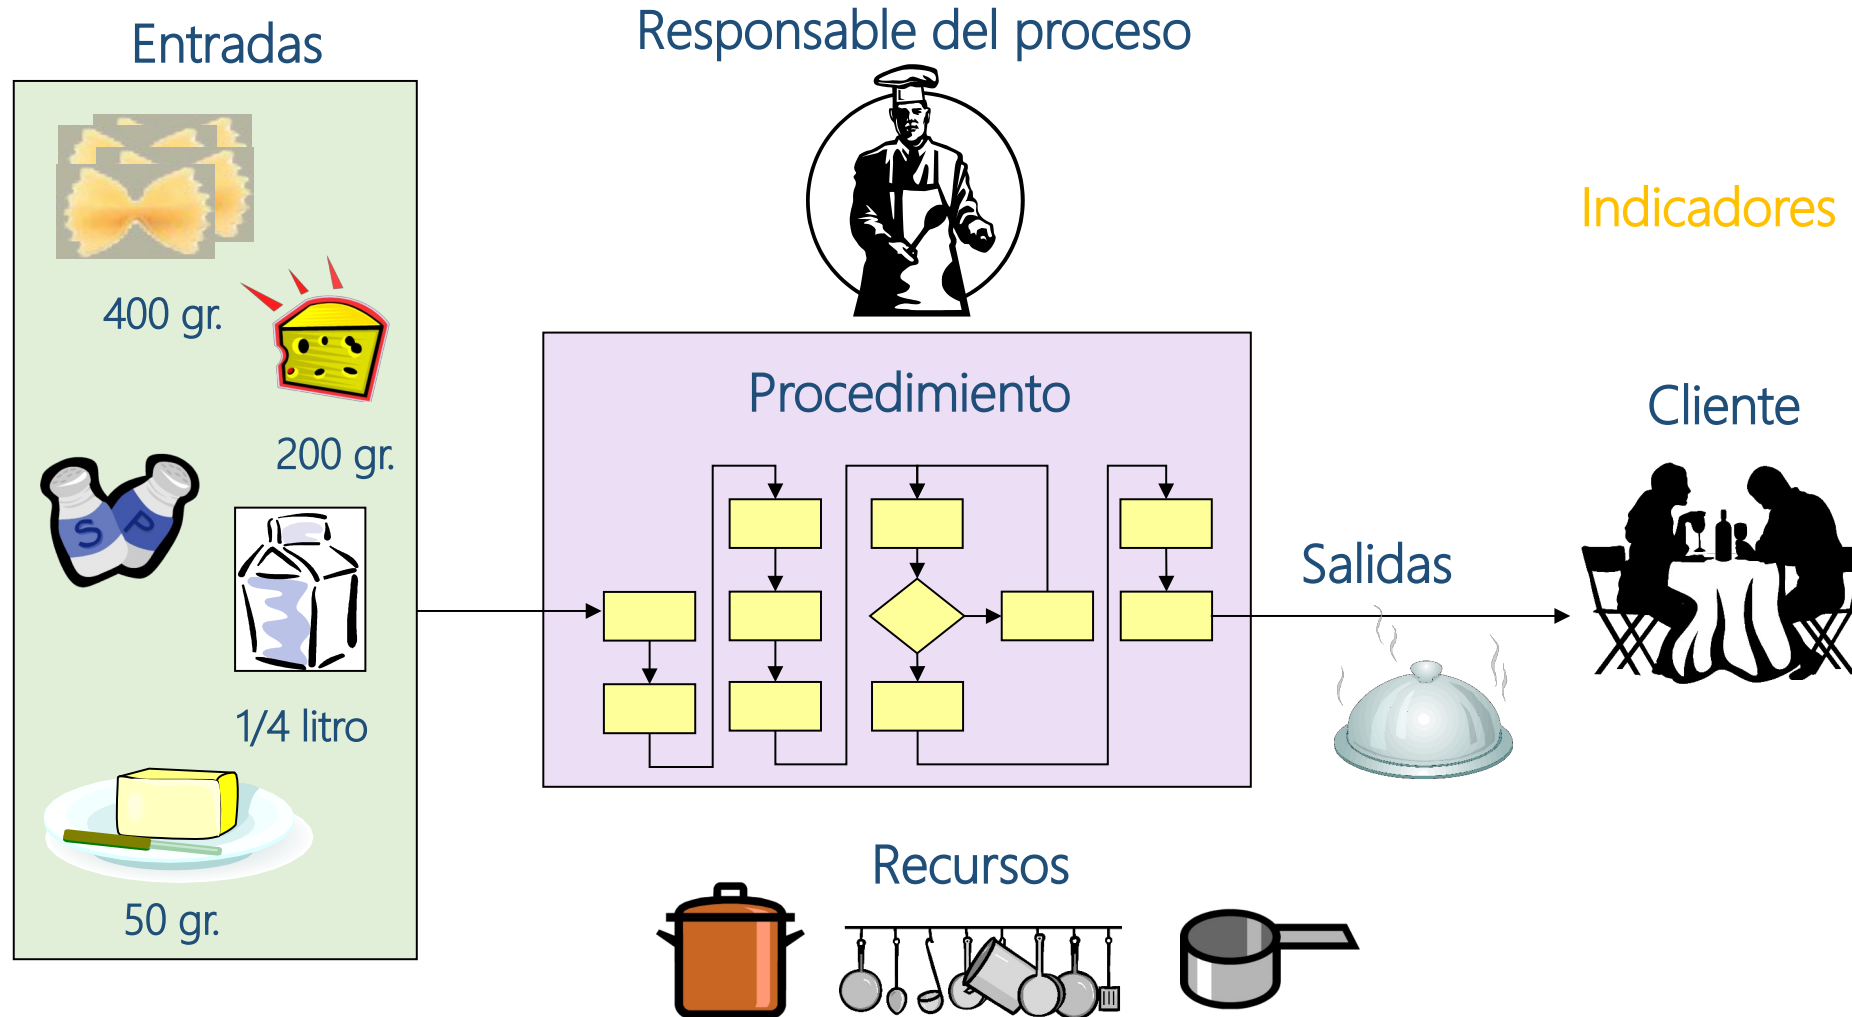 Entradas
Responsable del proceso
Indicadores
400 gr.
200 gr.
S P
1/4 litro
50 gr.
Procedimiento
Cliente
Salidas
Recursos